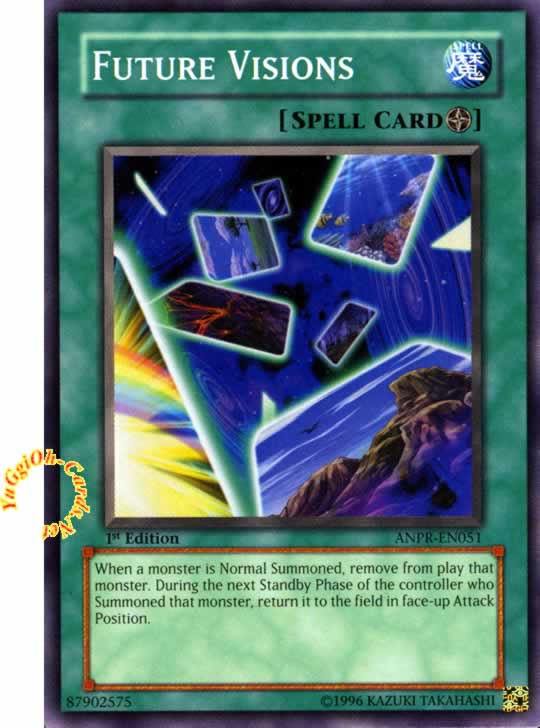 FUTURE VISIONS
SPELL
魔
[SPELL CARD]
YuGgiOh-Cards.Net
1st Edition
ANPR-EN051
When a monster is Normal Summoned, remove from play that
monster. During the next Standby Phase of the controller who
Summoned that monster, return it to the field in face-up Attack
Position.
87902575
©1996 KAZUKI TAKAHASHI